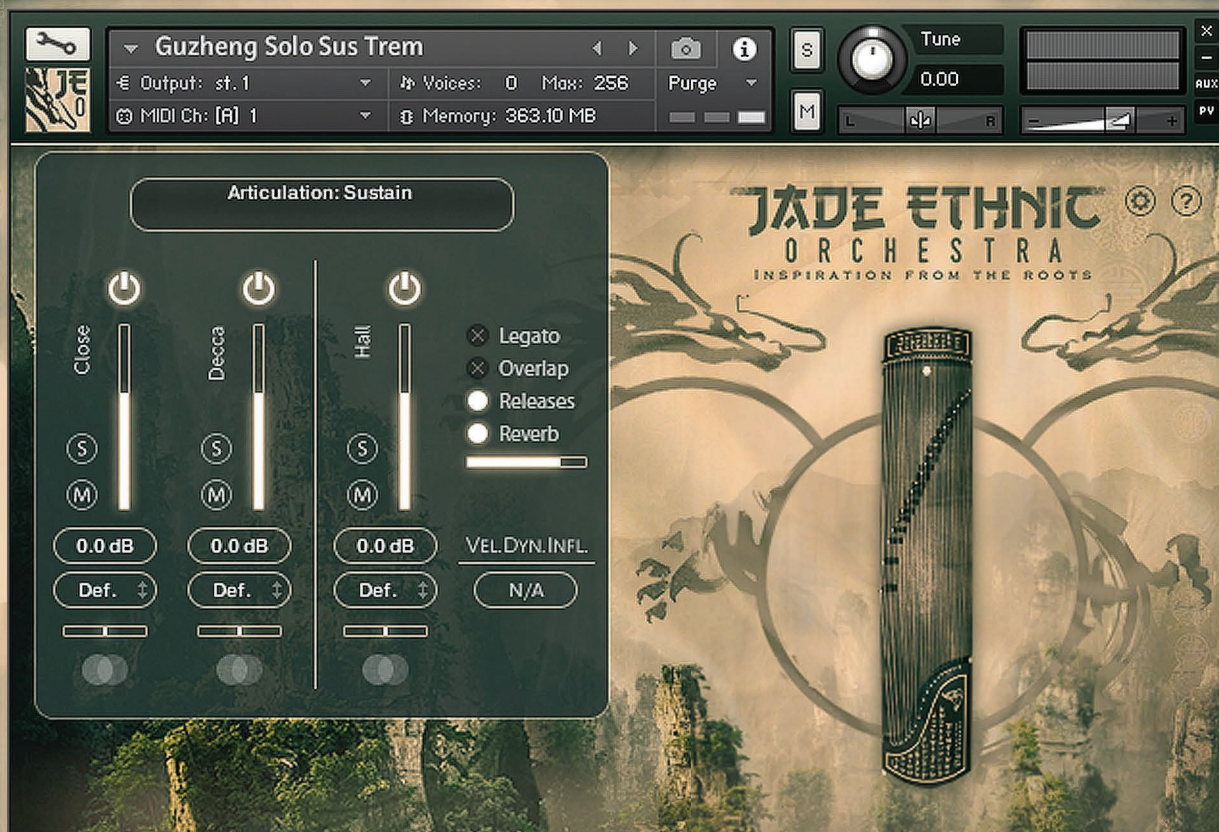 Guzheng Solo Sus Trem
Output: st. 1
Voices: 0 Max: 256
Purge
MIDI Ch: [A] 1
Memory: 363.10 MB
S
M
Tune
0.00
L
R
AUX
PV
JE
O
Articulation: Sustain
JADE ETHNIC
ORCHESTRA
INSPIRATION FROM THE ROOTS
?
Close
Decca
Hall
Legato
Overlap
Releases
Reverb
S
S
S
M
M
M
0.0 dB
0.0 dB
0.0 dB
VEL.DYN.INFL.
Def.
Def.
Def.
N/A